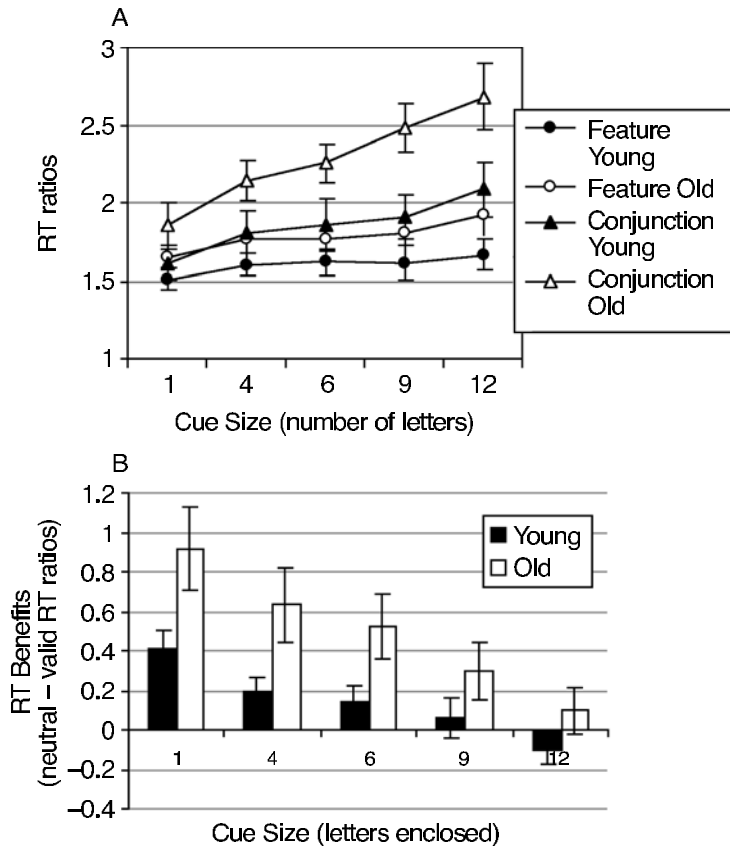 A
3
2.5
2
1.5
1
RT ratios
1 4 6 9 12
Cue Size (number of letters)
Feature
Young
Feature Old
Conjunction
Young
Conjunction
Old
B
1.2
1
0.8
0.6
0.4
0.2
0
–0.2
–0.4
RT Benefits
(neutral – valid RT ratios)
Young
Old
1 4 6 9 12
Cue Size (letters enclosed)